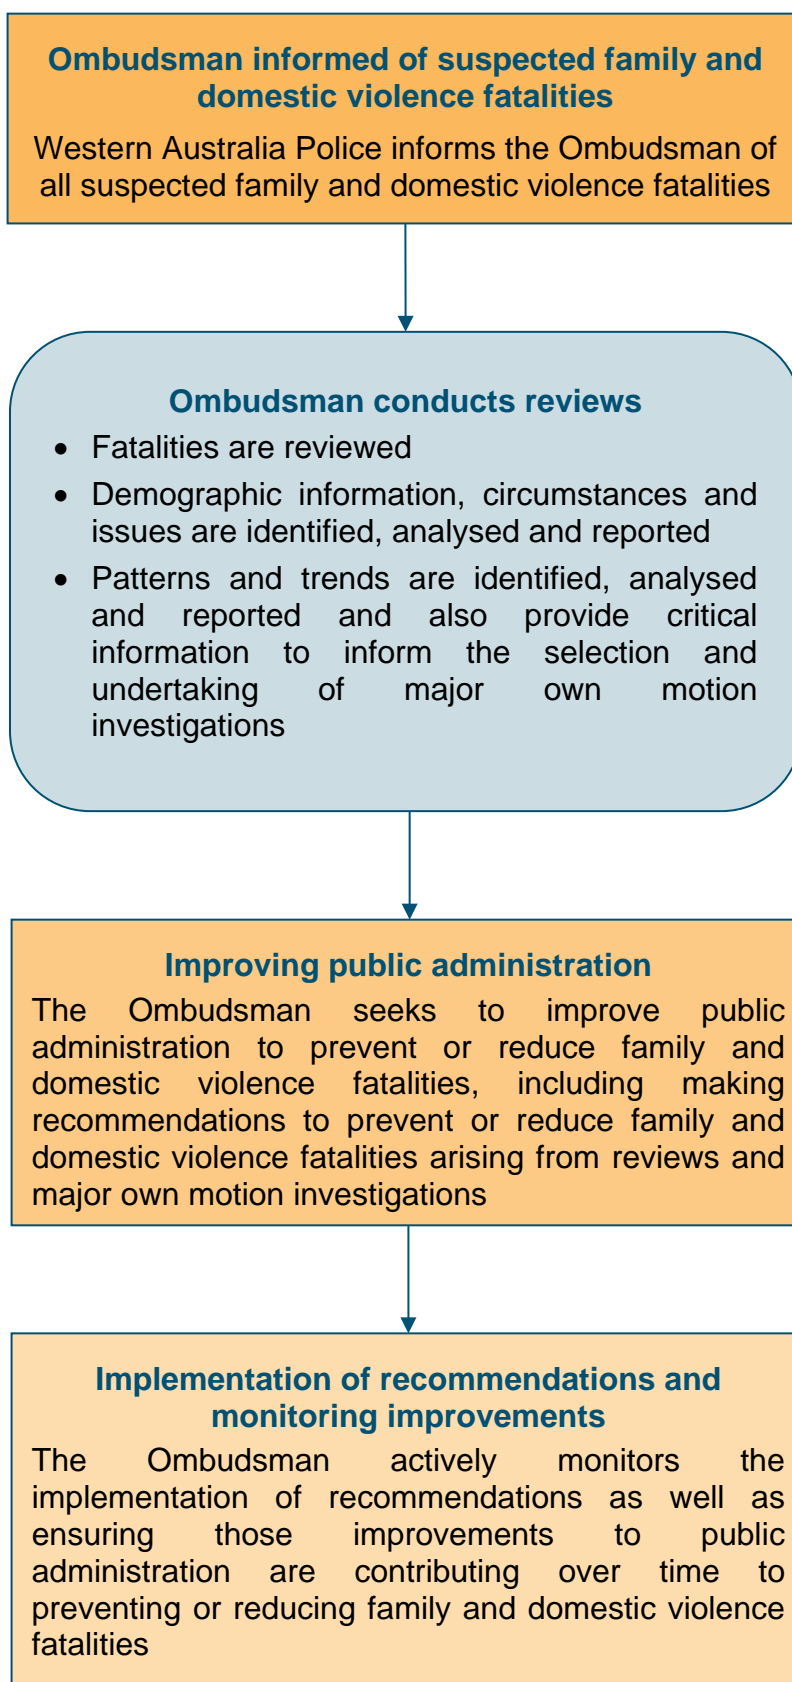 Ombudsman informed of suspected family and
domestic violence fatalities
Western Australia Police informs the Ombudsman of
all suspected family and domestic violence fatalities
Ombudsman conducts reviews
• Fatalities are reviewed
• Demographic information, circumstances and
issues are identified, analysed and reported
• Patterns and trends are identified, analysed
and reported and also provide critical
information to inform the selection and
undertaking of major own motion
investigations
Improving public administration
The Ombudsman seeks to improve public
administration to prevent or reduce family and
domestic violence fatalities, including making
recommendations to prevent or reduce family and
domestic violence fatalities arising from reviews and
major own motion investigations
Implementation of recommendations and
monitoring improvements
The Ombudsman actively monitors the
implementation of recommendations as well as
ensuring those improvements to public
administration are contributing over time to
preventing or reducing family and domestic violence
fatalities